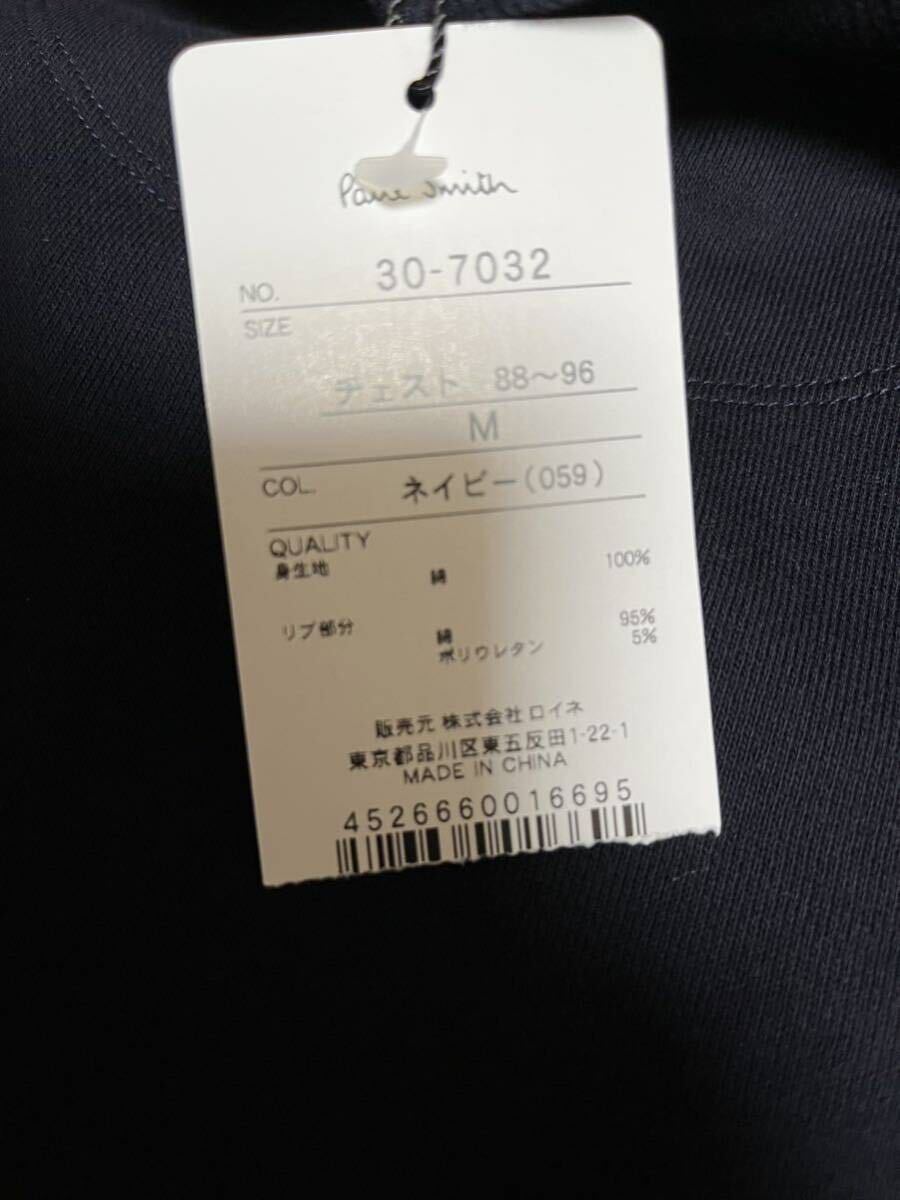 Paul Smith
NO. 30-7032
SIZE
チェスト 88～96
M
COL. ネイビー(059)
QUALITY
身生地 綿 100%
リブ部分 綿 95%
ポリウレタン 5%
販売元 株式会社 ロイネ
東京都品川区東五反田1-22-1
MADE IN CHINA
4526660016695